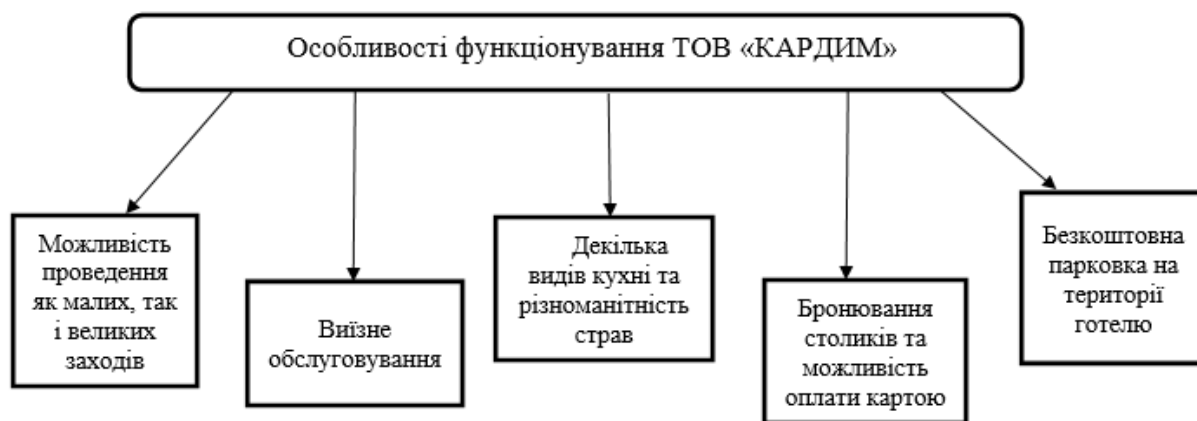 Особливості функціонування ТОВ «КАРДИМ»
Можливість
проведення
як малих, так
і великих
заходів
Виїзне
обслуговування
Декілька
видів кухні та
різноманітність
страв
Бронювання
столиків та
можливість
оплати картою
Безкоштовна
парковка на
території
готелю